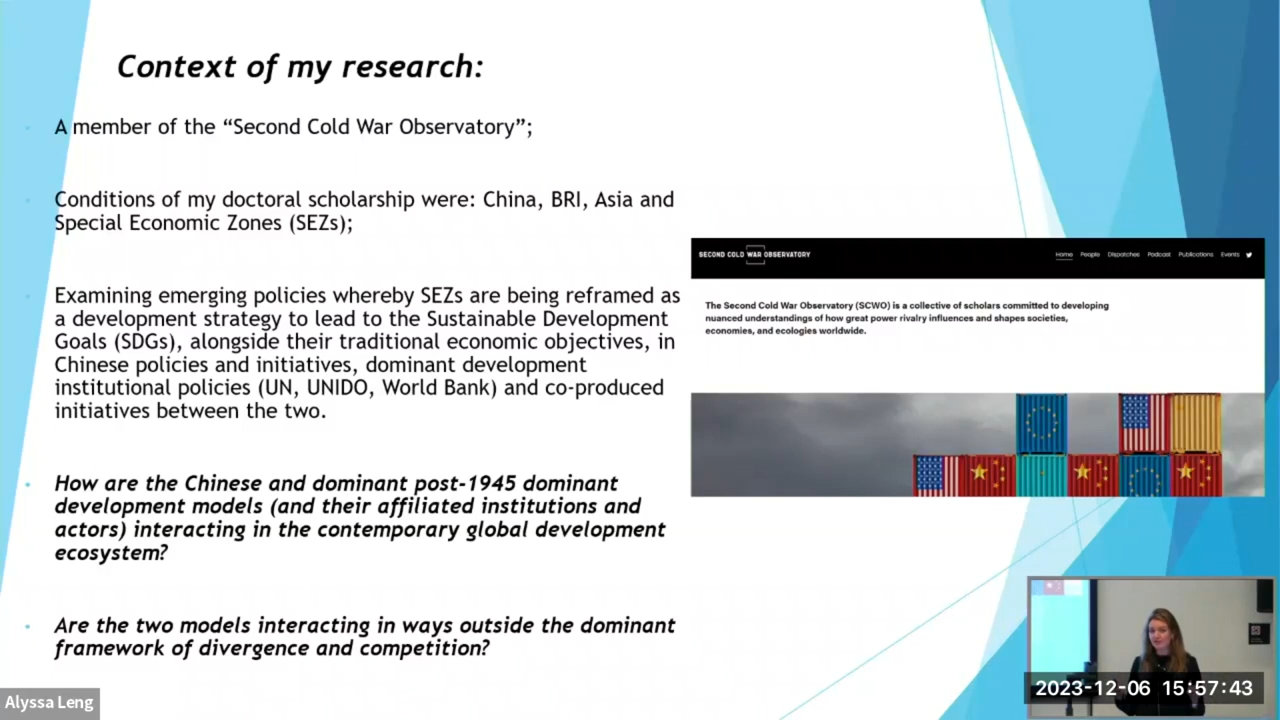 Context of my research:
A member of the “Second Cold War Observatory”;
Conditions of my doctoral scholarship were: China, BRI, Asia and
Special Economic Zones (SEZs);
Examining emerging policies whereby SEZs are being reframed as
a development strategy to lead to the Sustainable Development
Goals (SDGs), alongside their traditional economic objectives, in
Chinese policies and initiatives, dominant development
institutional policies (UN, UNIDO, World Bank) and co-produced
initiatives between the two.
How are the Chinese and dominant post-1945 dominant
development models (and their affiliated institutions and
actors) interacting in the contemporary global development
ecosystem?
Are the two models interacting in ways outside the dominant
framework of divergence and competition?
SECOND COLD WAR OBSERVATORY
Home People Dispatches Podcast Publications Events
The Second Cold War Observatory (SCWO) is a collective of scholars committed to developing
nuanced understandings of how great power rivalry influences and shapes societies,
economies, and ecologies worldwide.
Alyssa Leng
2023-12-06 15:57:43